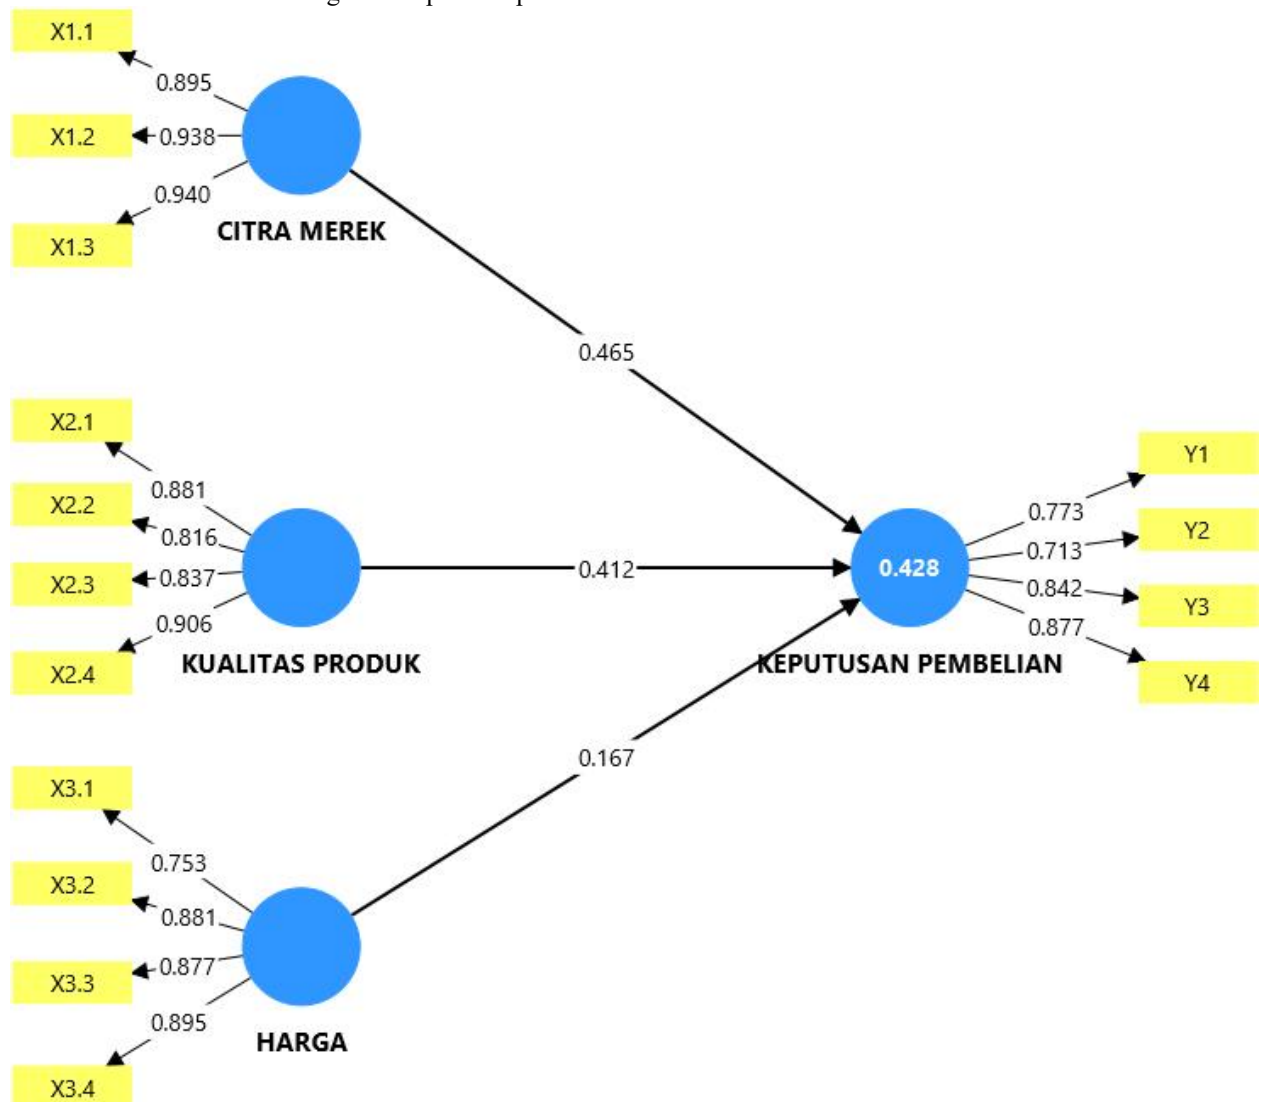 X1.1
0.895
X1.2
0.938
0.940
X1.3
CITRA MEREK
0.465
X2.1
0.881
X2.2
0.816
X2.3
0.837
0.906
X2.4
KUALITAS PRODUK
0.412
X3.1
0.753
X3.2
0.881
0.877
X3.3
0.895
X3.4
HARGA
0.167
0.428
KEPUTUSAN PEMBELIAN
Y1
0.773
Y2
0.713
0.842
Y3
0.877
Y4